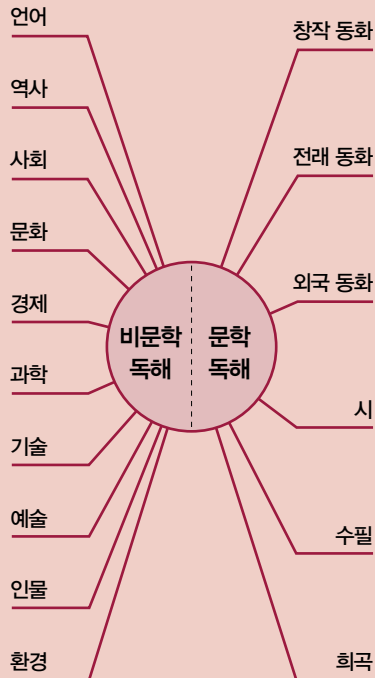 언어
역사
사회
문화
경제
과학
기술
예술
인물
환경
비문학
독해
문학
독해
창작 동화
전래 동화
외국 동화
시
수필
희곡